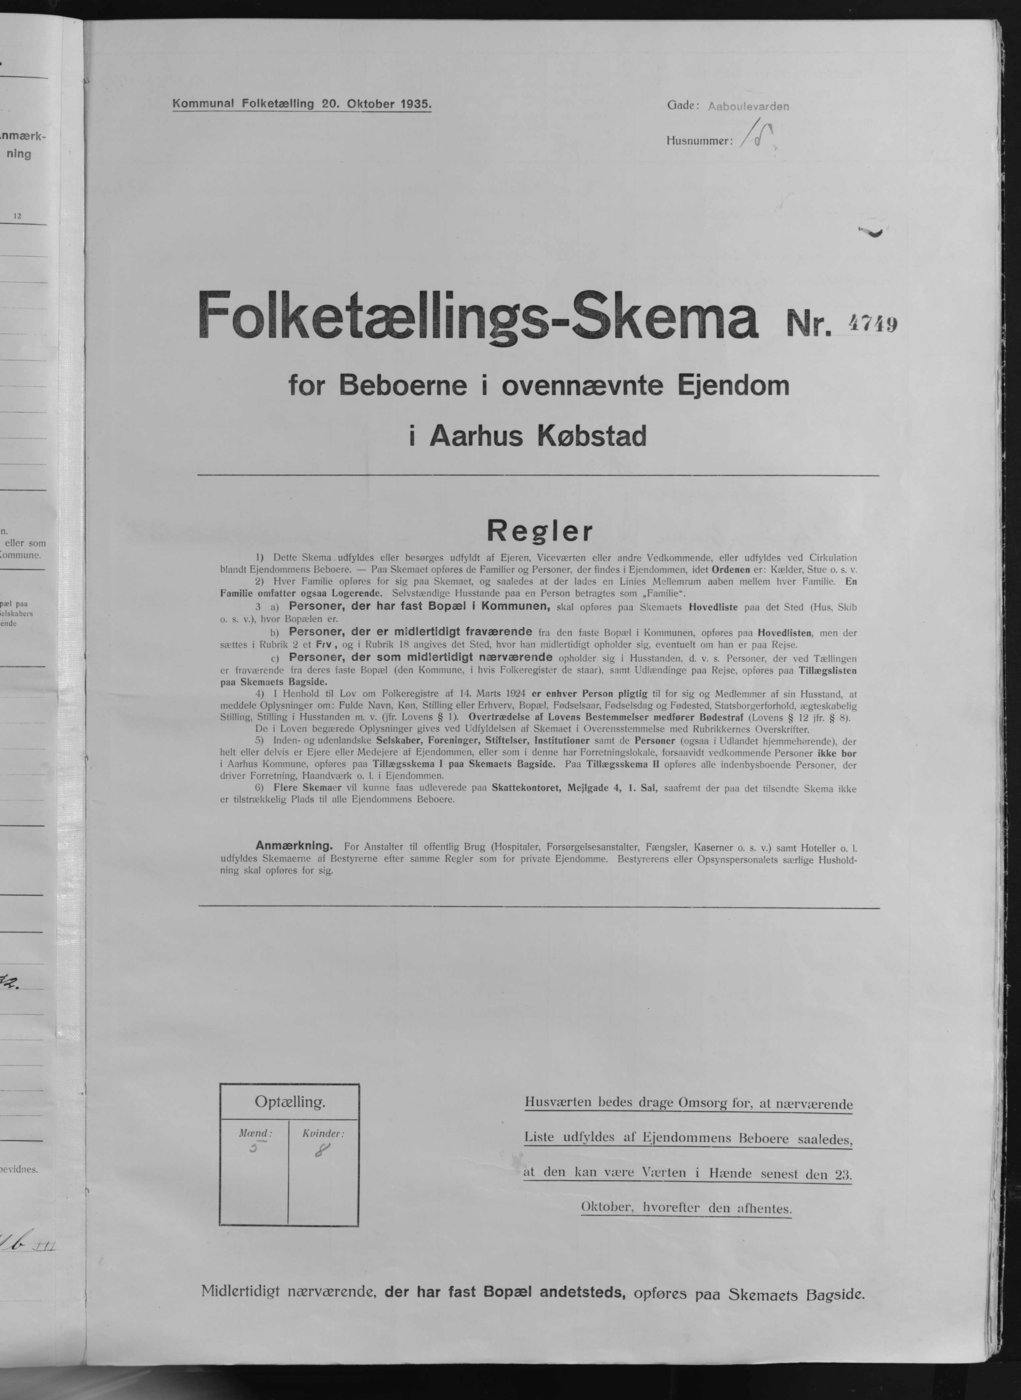 nmærk-
ning
12
n.
eller som
Kommune.
pæl paa
selskabers
ende
12.
bevidnes.
Kommunal Folketælling 20. Oktober 1935.
Gade: Aaboulevarden
Husnummer: 18
Folketællings-Skema Nr. 4749
for Beboerne i ovennævnte Ejendom
i Aarhus Købstad
Regler
1) Dette Skema udfyldes eller besørges udfyldt af Ejeren, Viceværten eller andre Vedkommende, eller udfyldes ved Cirkulation
blandt Ejendommens Beboere. — Paa Skemaet opføres de Familier og Personer, der findes i Ejendommen, idet Ordenen er: Kælder, Stue o. s. v.
2) Hver Familie opføres for sig paa Skemaet, og saaledes at der lades en Linies Mellemrum aaben mellem hver Familie. En
Familie omfatter ogsaa Logerende. Selvstændige Husstande paa en Person betragtes som „Familie“.
3 a) Personer, der har fast Bopæl i Kommunen, skal opføres paa Skemaets Hovedliste paa det Sted (Hus, Skib
o. s. v.), hvor Bopælen er.
b) Personer, der er midlertidigt fraværende fra den faste Bopæl i Kommunen, opføres paa Hovedlisten, men der
sættes i Rubrik 2 et Frv, og i Rubrik 18 angives det Sted, hvor han midlertidigt opholder sig, eventuelt om han er paa Rejse.
c) Personer, der som midlertidigt nærværende opholder sig i Husstanden, d. v. s. Personer, der ved Tællingen
er fraværende fra deres faste Bopæl (den Kommune, i hvis Folkeregister de staar), samt Udlændinge paa Rejse, opføres paa Tillægslisten
paa Skemaets Bagside.
4) I Henhold til Lov om Folkeregistre af 14. Marts 1924 er enhver Person pligtig til for sig og Medlemmer af sin Husstand, at
meddele Oplysninger om: Fulde Navn, Køn, Stilling eller Erhverv, Bopæl, Fødselsaar, Fødselsdag og Fødested, Statsborgerforhold, ægteskabelig
Stilling, Stilling i Husstanden m. v. (jfr. Lovens § 1). Overtrædelse af Lovens Bestemmelser medfører Bødestraf (Lovens § 12 jfr. § 8).
De i Loven begærede Oplysninger gives ved Udfyldelsen af Skemaet i Overensstemmelse med Rubrikkernes Overskrifter.
5) Inden- og udenlandske Selskaber, Foreninger, Stiftelser, Institutioner samt de Personer (ogsaa i Udlandet hjemmehørende), der
helt eller delvis er Ejere eller Medejere af Ejendommen, eller som i denne har Forretningslokale, forsaavidt vedkommende Personer ikke bor
i Aarhus Kommune, opføres paa Tillægsskema I paa Skemaets Bagside. Paa Tillægsskema II opføres alle indenbysboende Personer, der
driver Forretning, Haandværk o. l. i Ejendommen.
6) Flere Skemaer vil kunne faas udleverede paa Skattekontoret, Mejlgade 4, 1. Sal, saafremt der paa det tilsendte Skema ikke
er tilstrækkelig Plads til alle Ejendommens Beboere.
Anmærkning. For Anstalter til offentlig Brug (Hospitaler, Forsørgelsesanstalter, Fængsler, Kaserner o. s. v.) samt Hoteller o. l.
udfyldes Skemaerne af Bestyrerne efter samme Regler som for private Ejendomme. Bestyrerens eller Opsynspersonalets særlige Hushold-
ning skal opføres for sig.
Optælling.
Mænd: Kvinder:
5 8
Husværten bedes drage Omsorg for, at nærværende
Liste udfyldes af Ejendommens Beboere saaledes,
at den kan være Værten i Hænde senest den 23.
Oktober, hvorefter den afhentes.
Midlertidigt nærværende, der har fast Bopæl andetsteds, opføres paa Skemaets Bagside.